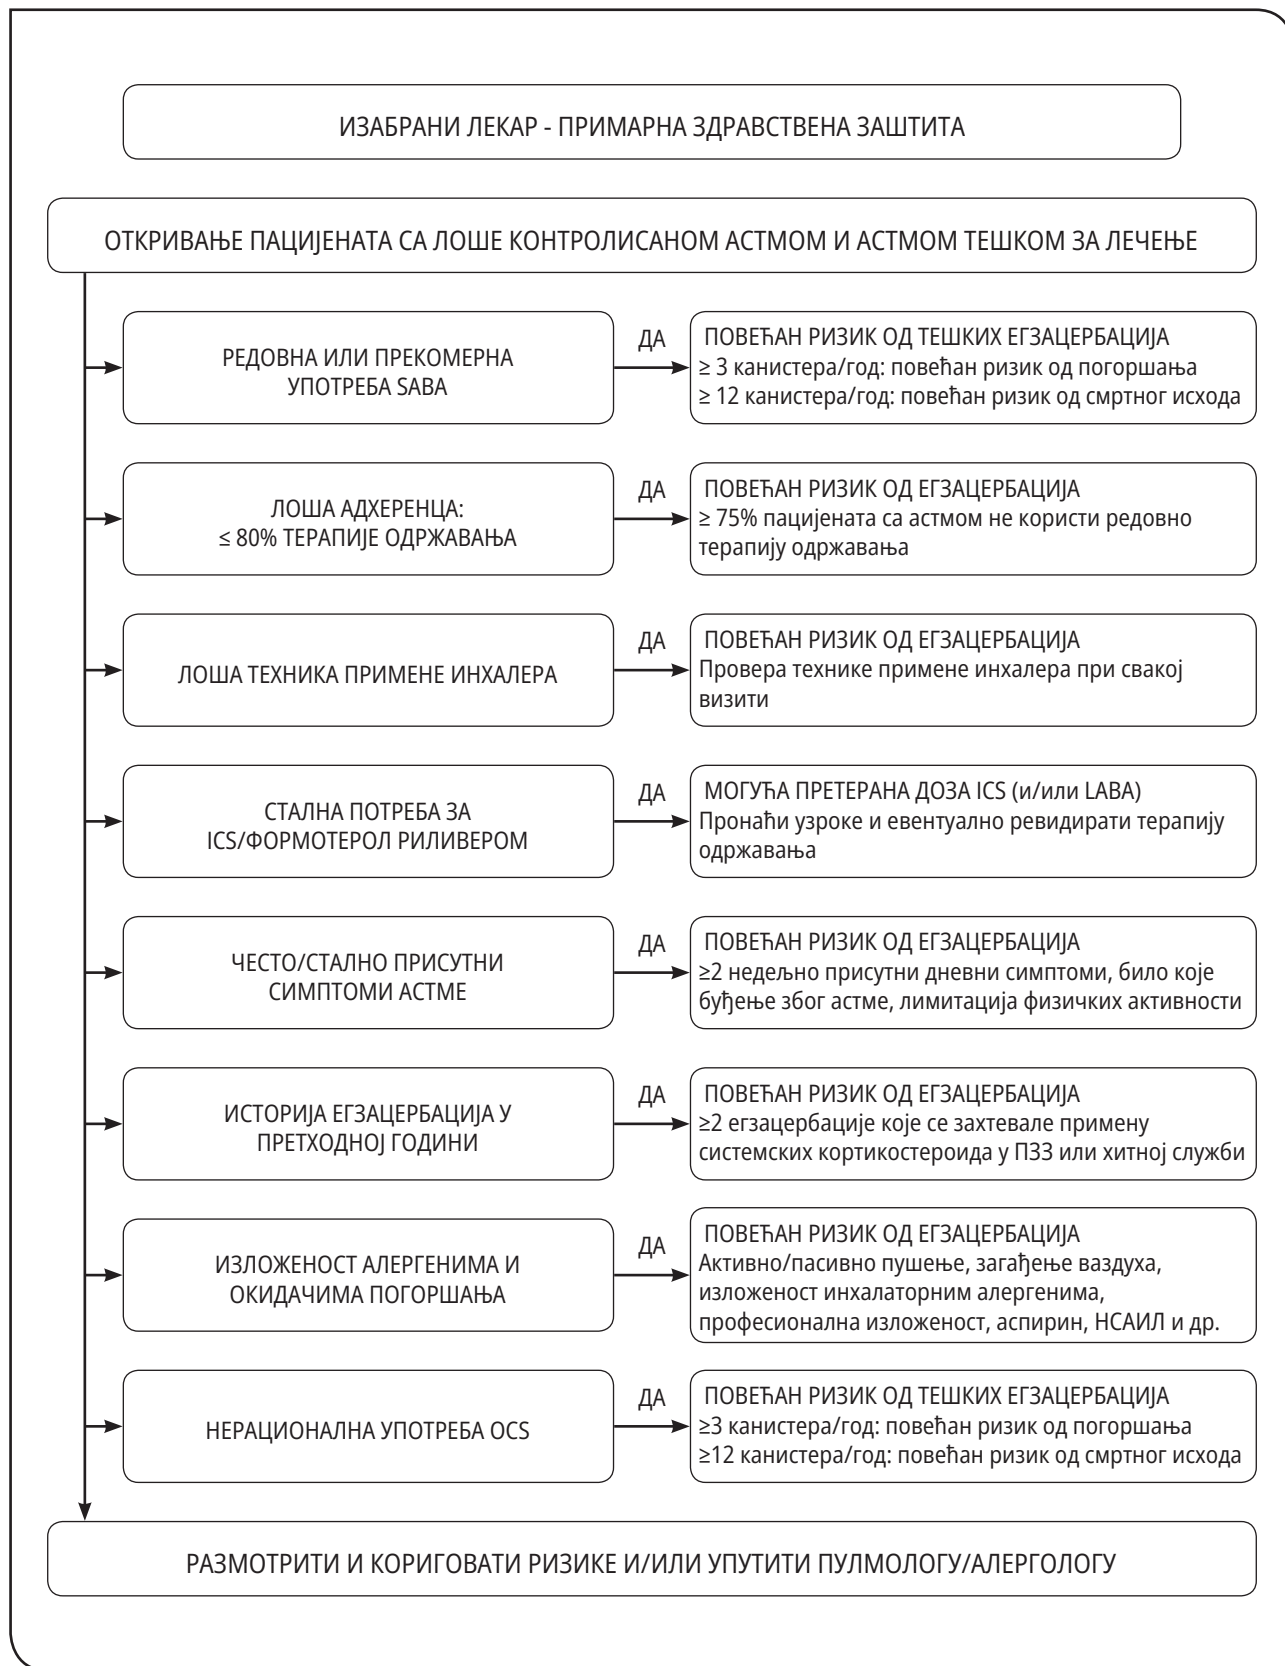 ИЗАБРАНИ ЛЕКАР - ПРИМАРНА ЗДРАВСТВЕНА ЗАШТИТА
ОТКРИВАЊЕ ПАЦИЈЕНАТА СА ЛОШЕ КОНТРОЛИСАНОМ АСТМОМ И АСТМОМ ТЕШКОМ ЗА ЛЕЧЕЊЕ
РЕДОВНА ИЛИ ПРЕКОМЕРНА
УПОТРЕБА SABA
ДА
ПОВЕЋАН РИЗИК ОД ТЕШКИХ ЕГЗАЦЕРБАЦИЈА
≥ 3 канистера/год: повећан ризик од погоршања
≥ 12 канистера/год: повећан ризик од смртног исхода
ЛОША АДХЕРЕНЦА:
≤ 80% ТЕРАПИЈЕ ОДРЖАВАЊА
ДА
ПОВЕЋАН РИЗИК ОД ЕГЗАЦЕРБАЦИЈА
≥ 75% пацијената са астмом не користи редовно
терапију одржавања
ЛОША ТЕХНИКА ПРИМЕНЕ ИНХАЛЕРА
ДА
ПОВЕЋАН РИЗИК ОД ЕГЗАЦЕРБАЦИЈА
Провера технике примене инхалера при свакој
визити
СТАЛНА ПОТРЕБА ЗА
ICS/ФОРМОТЕРОЛ РИЛИВЕРОМ
ДА
МОГУЋА ПРЕТЕРАНА ДОЗА ICS (и/или LABA)
Пронаћи узроке и евентуално ревидирати терапију
одржавања
ЧЕСТО/СТАЛНО ПРИСУТНИ
СИМПТОМИ АСТМЕ
ДА
ПОВЕЋАН РИЗИК ОД ЕГЗАЦЕРБАЦИЈА
≥2 недељно присутни дневни симптоми, било које
буђење због астме, лимитација физичких активности
ИСТОРИЈА ЕГЗАЦЕРБАЦИЈА У
ПРЕТХОДНОЈ ГОДИНИ
ДА
ПОВЕЋАН РИЗИК ОД ЕГЗАЦЕРБАЦИЈА
≥2 егзацербације које се захтевале примену
системских кортикостероида у ПЗЗ или хитној служби
ИЗЛОЖЕНОСТ АЛЕРГЕНИМА И
ОКИДАЧИМА ПОГОРШАЊА
ДА
ПОВЕЋАН РИЗИК ОД ЕГЗАЦЕРБАЦИЈА
Активно/пасивно пушење, загађење ваздуха,
изложеност инхалаторним алергенима,
професионална изложеност, аспирин, НСАИЛ и др.
НЕРАЦИОНАЛНА УПОТРЕБА OCS
ДА
ПОВЕЋАН РИЗИК ОД ТЕШКИХ ЕГЗАЦЕРБАЦИЈА
≥3 канистера/год: повећан ризик од погоршања
≥12 канистера/год: повећан ризик од смртног исхода
РАЗМОТРИТИ И КОРИГОВАТИ РИЗИКЕ И/ИЛИ УПУТИТИ ПУЛМОЛОГУ/АЛЕРГОЛОГУ